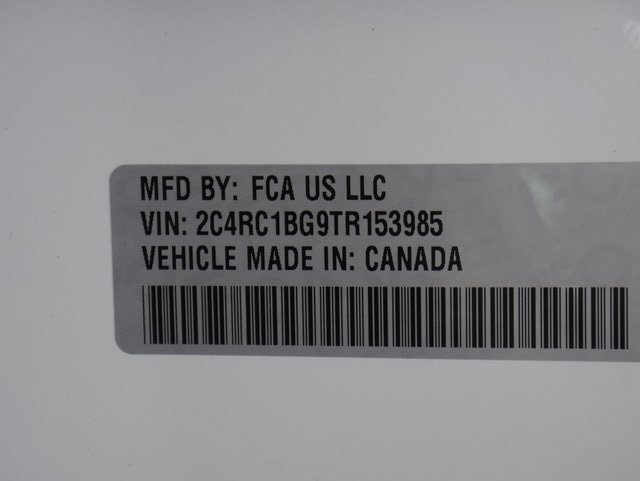 MFD BY: FCA US LLC
VIN: 2C4RC1BG9TR153985
VEHICLE MADE IN: CANADA